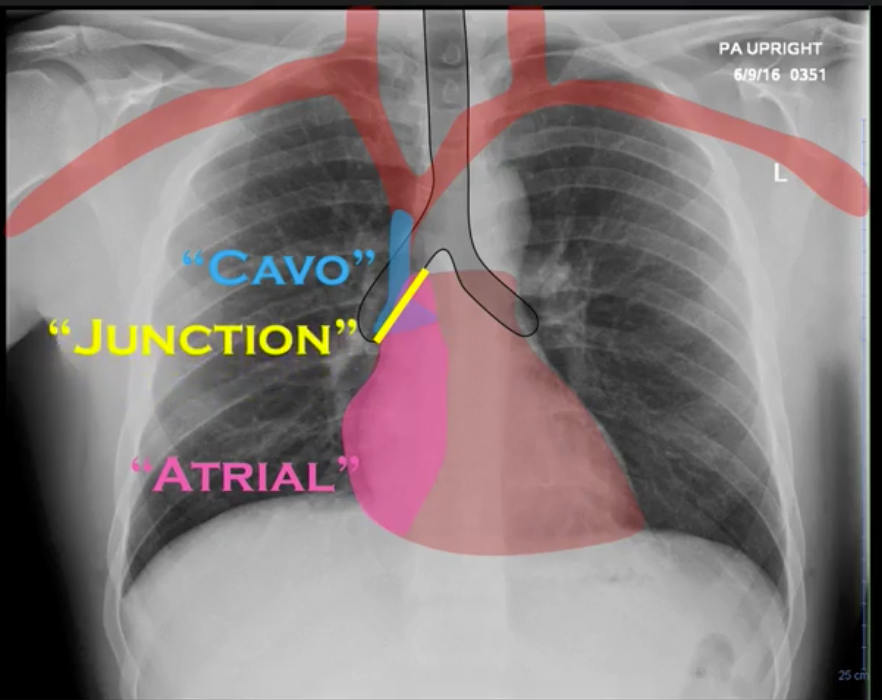 PA UPRIGHT
6/9/16 0351
L
“CAVO”
“JUNCTION”
“ATRIAL”
25 cm